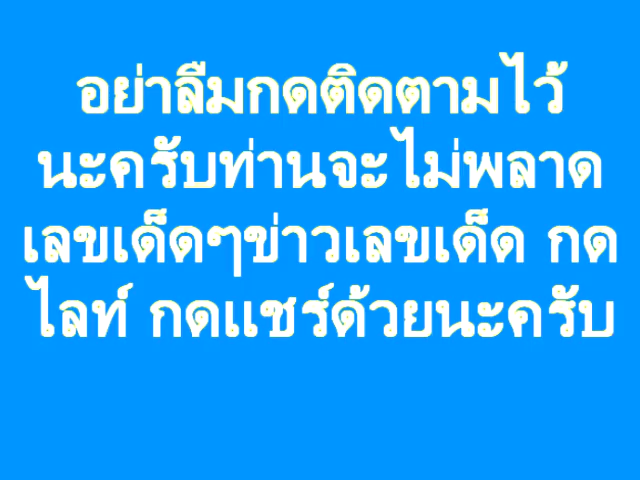 อย่าลืมกดติดตามไว้
นะครับท่านจะไม่พลาด
เลขเด็ดๆข่าวเลขเด็ด กด
ไลท์ กดแชร์ด้วยนะครับ